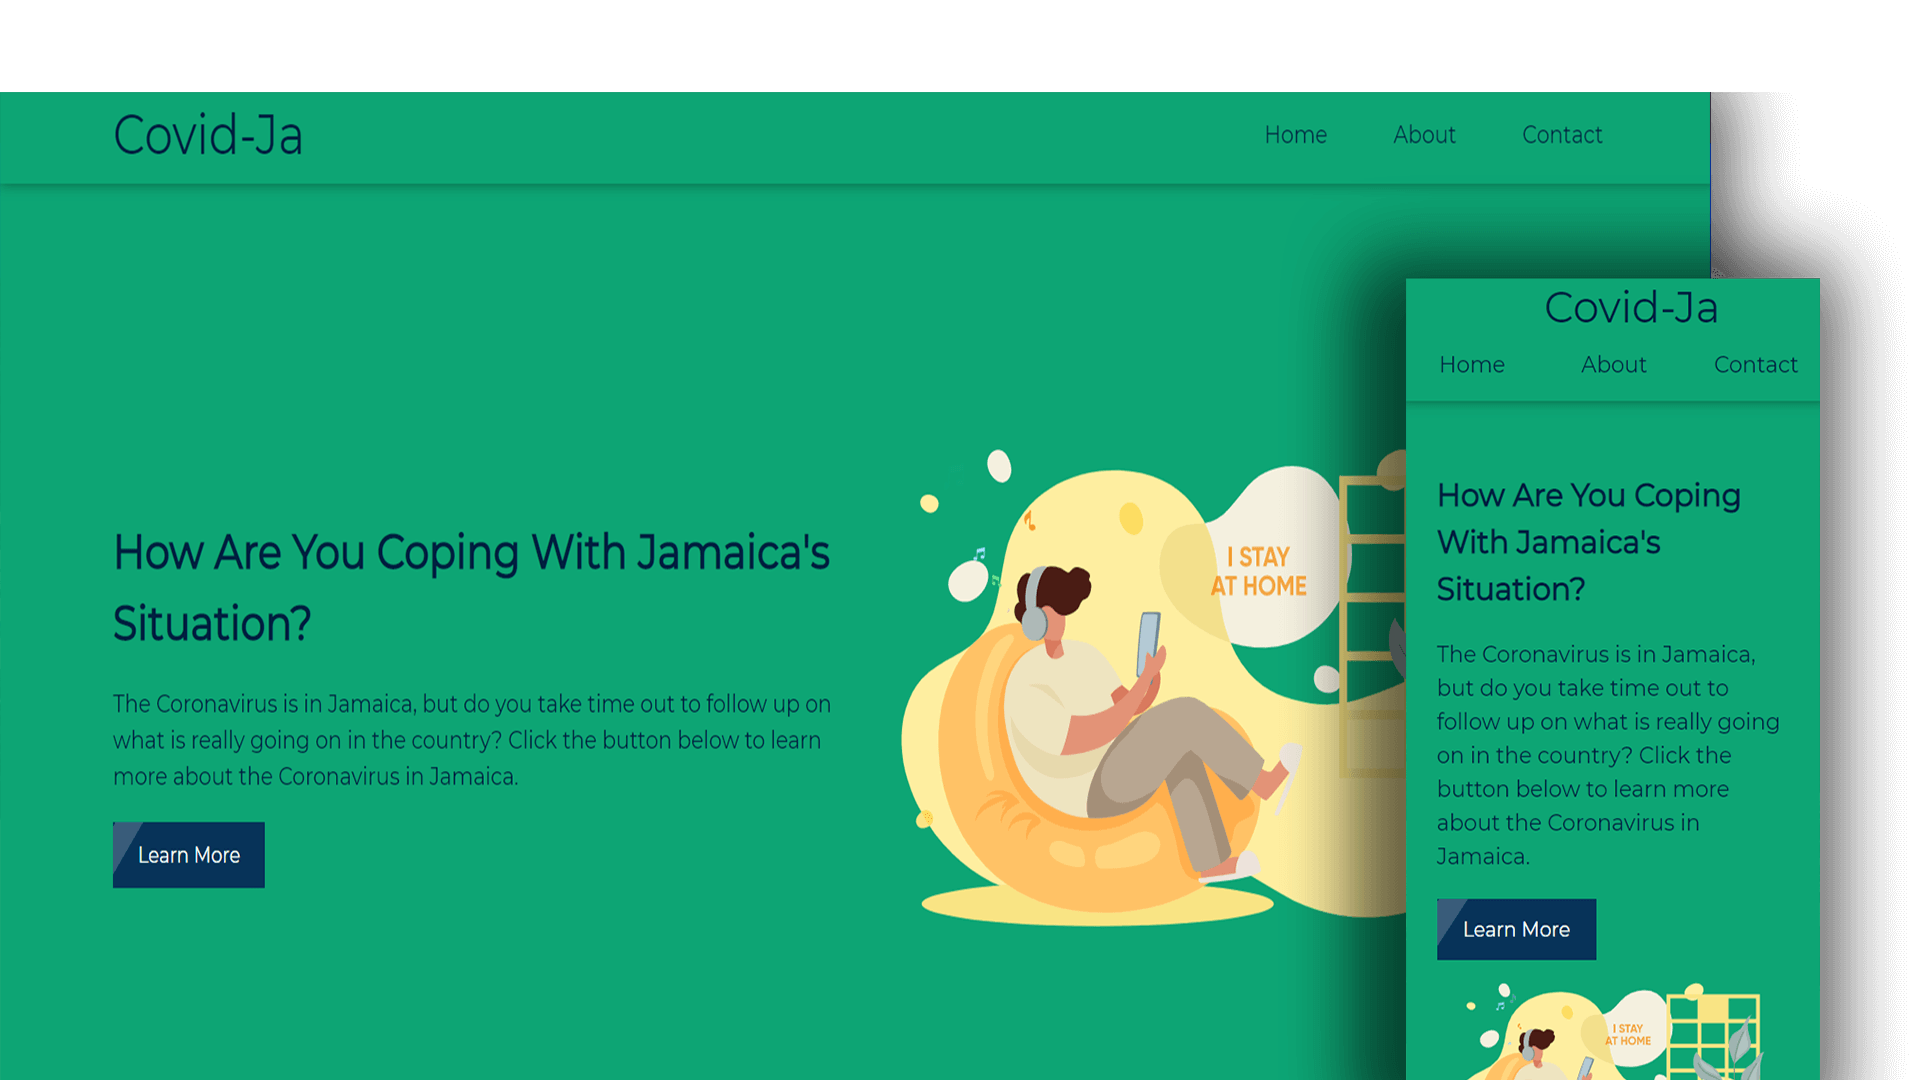 Covid-Ja
Home About Contact
How Are You Coping With Jamaica's
Situation?
The Coronavirus is in Jamaica, but do you take time out to follow up on
what is really going on in the country? Click the button below to learn
more about the Coronavirus in Jamaica.
Learn More
I STAY
AT HOME
Covid-Ja
Home About Contact
How Are You Coping
With Jamaica's
Situation?
The Coronavirus is in Jamaica,
but do you take time out to
follow up on what is really going
on in the country? Click the
button below to learn more
about the Coronavirus in
Jamaica.
Learn More
I STAY
AT HOME